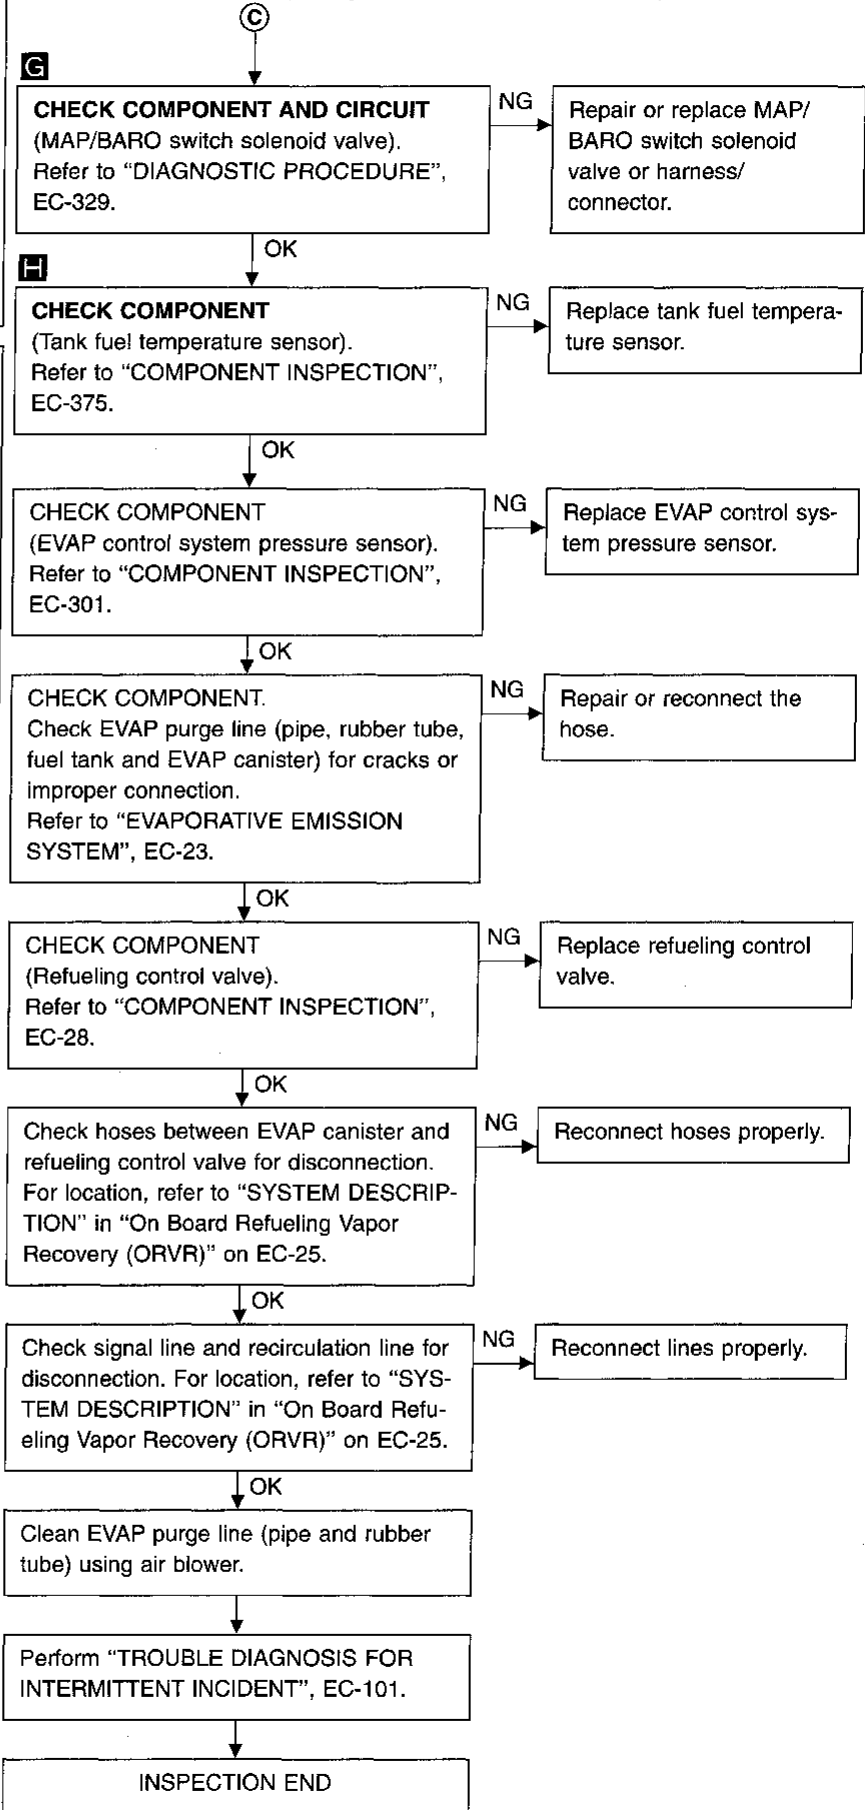 C
G
CHECK COMPONENT AND CIRCUIT
(MAP/BARO switch solenoid valve).
Refer to “DIAGNOSTIC PROCEDURE”,
EC-329.
NG
Repair or replace MAP/
BARO switch solenoid
valve or harness/
connector.
OK
H
CHECK COMPONENT
(Tank fuel temperature sensor).
Refer to “COMPONENT INSPECTION”,
EC-375.
NG
Replace tank fuel tempera-
ture sensor.
OK
CHECK COMPONENT
(EVAP control system pressure sensor).
Refer to “COMPONENT INSPECTION”,
EC-301.
NG
Replace EVAP control sys-
tem pressure sensor.
OK
CHECK COMPONENT.
Check EVAP purge line (pipe, rubber tube,
fuel tank and EVAP canister) for cracks or
improper connection.
Refer to “EVAPORATIVE EMISSION
SYSTEM”, EC-23.
NG
Repair or reconnect the
hose.
OK
CHECK COMPONENT
(Refueling control valve).
Refer to “COMPONENT INSPECTION”,
EC-28.
NG
Replace refueling control
valve.
OK
Check hoses between EVAP canister and
refueling control valve for disconnection.
For location, refer to “SYSTEM DESCRIP-
TION” in “On Board Refueling Vapor
Recovery (ORVR)” on EC-25.
NG
Reconnect hoses properly.
OK
Check signal line and recirculation line for
disconnection. For location, refer to “SYS-
TEM DESCRIPTION” in “On Board Refu-
eling Vapor Recovery (ORVR)” on EC-25.
NG
Reconnect lines properly.
OK
Clean EVAP purge line (pipe and rubber
tube) using air blower.
Perform “TROUBLE DIAGNOSIS FOR
INTERMITTENT INCIDENT”, EC-101.
INSPECTION END